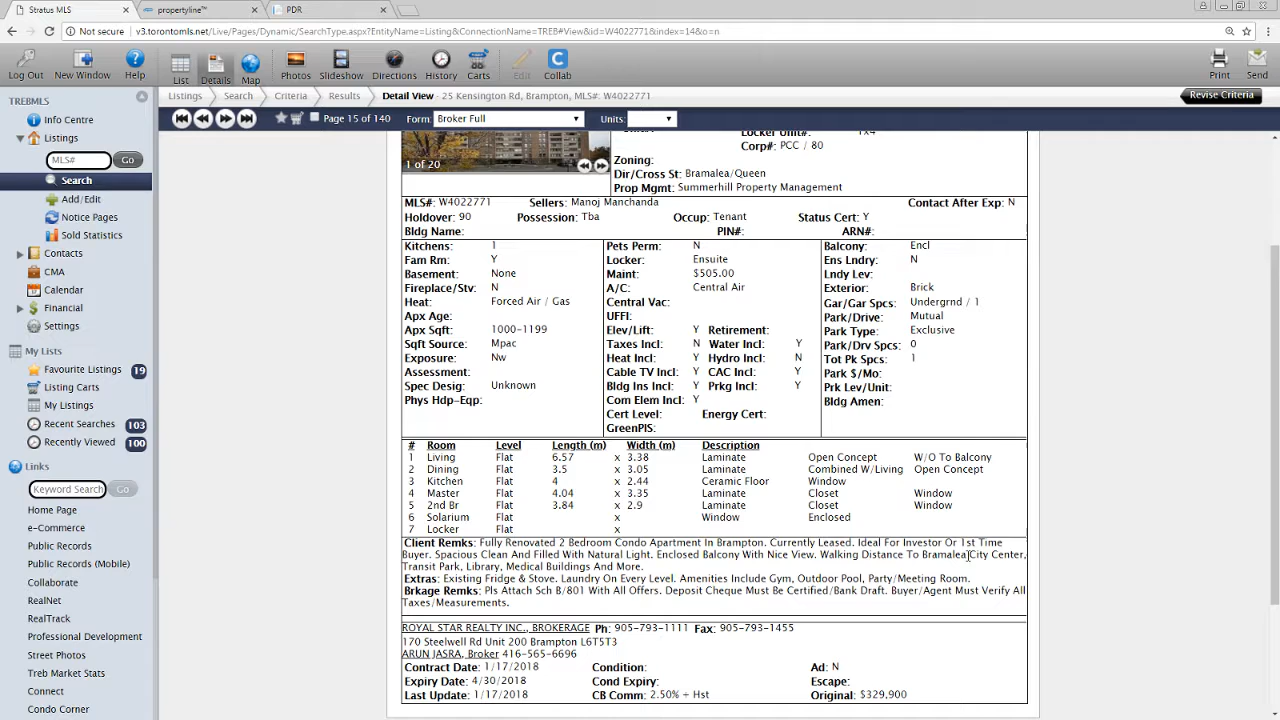 Stratus MLS
propertyline™
PDR
Not secure
v3.torontomls.net/Live/Pages/Dynamic/SearchType.aspx?EntityName=Listing&ConnectionName=TREB#View&id=W4022771&index=14&o=n
Log Out New Window Help List Details Map Photos Slideshow Directions History Carts Edit Collab Print Send
TREBMLS
Listings Search Criteria Results Detail View - 25 Kensington Rd, Brampton, MLS#: W4022771
Revise Criteria
Page 15 of 140 Form: Broker Full Units:
Info Centre
Listings
MLS# Go
Search
Add/Edit
Notice Pages
Sold Statistics
Contacts
CMA
Calendar
Financial
Settings
My Lists
Favourite Listings 19
Listing Carts
My Listings
Recent Searches 103
Recently Viewed 100
Links
Keyword Search Go
Home Page
e-Commerce
Public Records
Public Records (Mobile)
Collaborate
RealNet
RealTrack
Professional Development
Street Photos
Treb Market Stats
Connect
Condo Corner
1 of 20
Corp#: PCC / 80
Zoning:
Dir/Cross St: Bramalea/Queen
Prop Mgmt: Summerhill Property Management
MLS#: W4022771 Sellers: Manoj Manchanda Contact After Exp: N
Holdover: 90 Possession: Tba Occup: Tenant Status Cert: Y
Bldg Name: PIN#: ARN#:
Kitchens: 1 Pets Perm: N Balcony: Encl
Fam Rm: Y Locker: Ensuite Ens Lndry: N
Basement: None Maint: $505.00 Lndy Lev:
Fireplace/Stv: N A/C: Central Air Exterior: Brick
Heat: Forced Air / Gas Central Vac: Gar/Gar Spcs: Undergrnd / 1
Apx Age: UFFI: Park/Drive: Mutual
Apx Sqft: 1000-1199 Elev/Lift: Y Retirement: Park Type: Exclusive
Sqft Source: Mpac Taxes Incl: N Water Incl: Y Park/Drv Spcs: 0
Exposure: Nw Heat Incl: Y Hydro Incl: N Tot Pk Spcs: 1
Assessment: Cable TV Incl: Y CAC Incl: Y Park $/Mo:
Spec Desig: Unknown Bldg Ins Incl: Y Prkg Incl: Y Prk Lev/Unit:
Phys Hdp-Eqp: Com Elem Incl: Y Bldg Amen:
Cert Level: Energy Cert:
GreenPIS:
# Room Level Length (m) Width (m) Description
1 Living Flat 6.57 x 3.38 Laminate Open Concept W/O To Balcony
2 Dining Flat 3.5 x 3.05 Laminate Combined W/Living Open Concept
3 Kitchen Flat 4 x 2.44 Ceramic Floor Window
4 Master Flat 4.04 x 3.35 Laminate Closet Window
5 2nd Br Flat 3.84 x 2.9 Laminate Closet Window
6 Solarium Flat x Window Enclosed
7 Locker Flat x
Client Remks: Fully Renovated 2 Bedroom Condo Apartment In Brampton. Currently Leased. Ideal For Investor Or 1st Time
Buyer. Spacious Clean And Filled With Natural Light. Enclosed Balcony With Nice View. Walking Distance To Bramalea City Center,
Transit Park, Library, Medical Buildings And More.
Extras: Existing Fridge & Stove. Laundry On Every Level. Amenities Include Gym, Outdoor Pool, Party/Meeting Room.
Brkage Remks: Pls Attach Sch B/801 With All Offers. Deposit Cheque Must Be Certified/Bank Draft. Buyer/Agent Must Verify All
Taxes/Measurements.
ROYAL STAR REALTY INC., BROKERAGE Ph: 905-793-1111 Fax: 905-793-1455
170 Steelwell Rd Unit 200 Brampton L6T5T3
ARUN JASRA, Broker 416-565-6696
Contract Date: 1/17/2018 Condition: Ad: N
Expiry Date: 4/30/2018 Cond Expiry: Escape:
Last Update: 1/17/2018 CB Comm: 2.50% + Hst Original: $329,900